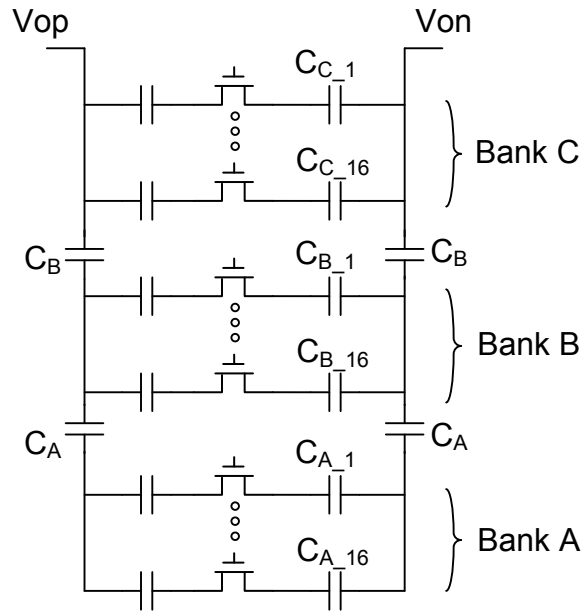 Vop Von
C_C_1
Bank C
C_C_16
C_B C_B
C_B_1
Bank B
C_B_16
C_A C_A
C_A_1
Bank A
C_A_16